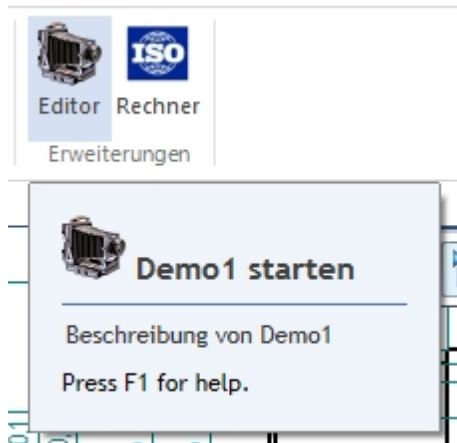 ISO
Editor Rechner
Erweiterungen
Demo1 starten
Beschreibung von Demo1
Press F1 for help.